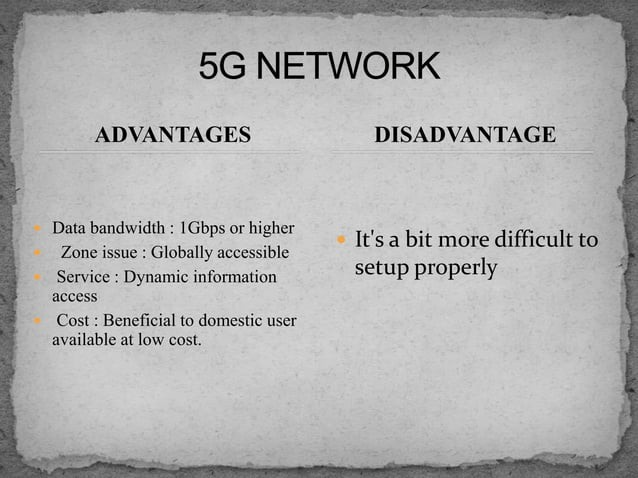 5G NETWORK
ADVANTAGES
Data bandwidth : 1Gbps or higher
Zone issue : Globally accessible
Service : Dynamic information
access
Cost : Beneficial to domestic user
available at low cost.
DISADVANTAGE
It's a bit more difficult to
setup properly